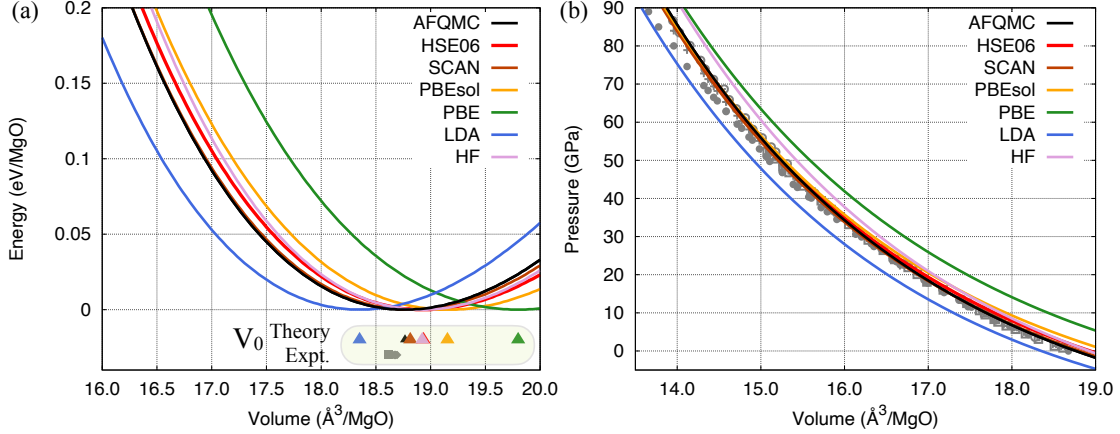 (a)
0.2
0.15
0.1
0.05
0
Energy (eV/MgO)
AFQMC
HSE06
SCAN
PBEsol
PBE
LDA
HF
V0 Theory
Expt.
16.0 16.5 17.0 17.5 18.0 18.5 19.0 19.5 20.0
Volume (Å3/MgO)
(b)
90
80
70
60
50
40
30
20
10
0
Pressure (GPa)
AFQMC
HSE06
SCAN
PBEsol
PBE
LDA
HF
14.0 15.0 16.0 17.0 18.0 19.0
Volume (Å3/MgO)